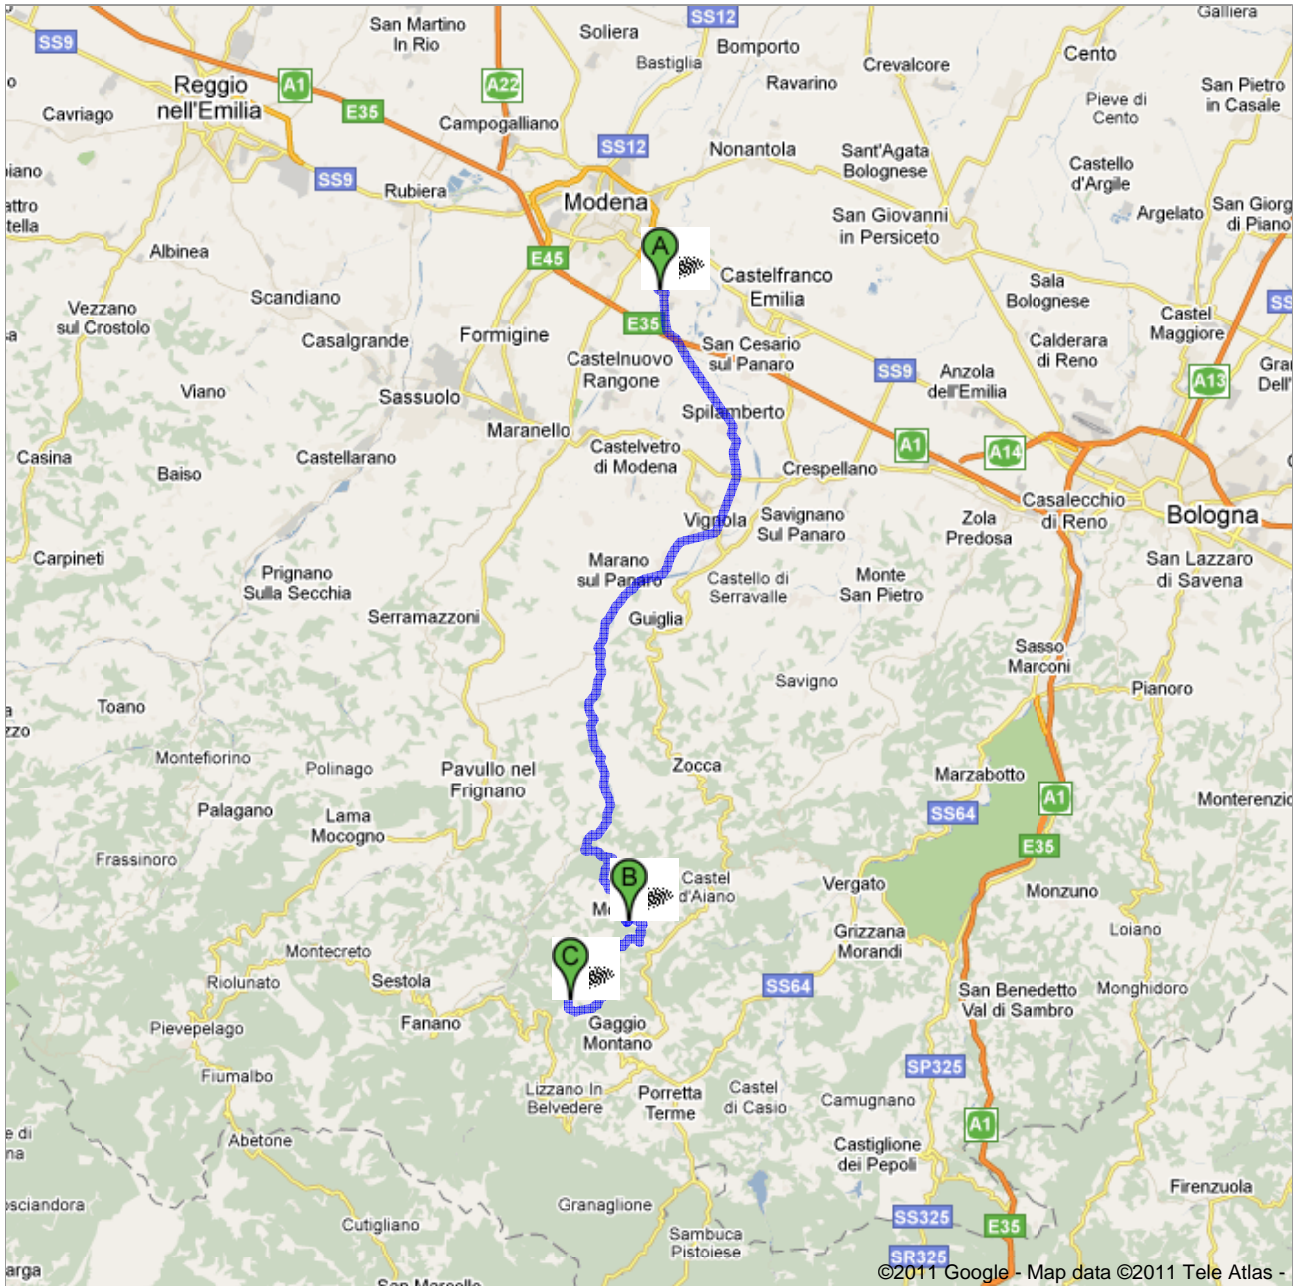 SS12
Galliera
San Martino
In Rio
Soliera
SS9
Bomporto
Cento
Bastiglia
Crevalcore
Reggio
nell'Emilia
A1
A22
Ravarino
San Pietro
in Casale
Pieve di
Cento
E35
Cavriago
Campogalliano
SS12
Nonantola
Sant'Agata
Bolognese
Castello
d'Argile
SS9
Rubiera
Modena
San Giovanni
in Persiceto
Argelato
San Giorg
di Piano
Albinea
A
E45
Castelfranco
Emilia
Sala
Bolognese
Scandiano
Vezzano
sul Crostolo
SS
E35
Castel
Maggiore
Formigine
Casalgrande
San Cesario
sul Panaro
Calderara
di Reno
Castelnuovo
Rangone
SS9
Anzola
dell'Emilia
A13
Viano
Sassuolo
Spilamberto
Maranello
A1
A14
Castelvetro
di Modena
Casina
Castellarano
Baiso
Crespellano
Casalecchio
di Reno
Bologna
Vignola
Savignano
Sul Panaro
Zola
Predosa
Carpineti
Marano
sul Panaro
San Lazzaro
di Savena
Prignano
Sulla Secchia
Castello di
Serravalle
Monte
San Pietro
Serramazzoni
Guiglia
Sasso
Marconi
Savigno
Pianoro
Toano
Montefiorino
Polinago
Pavullo nel
Frignano
Zocca
Marzabotto
A1
Monterenzio
Palagano
Lama
Mocogno
SS64
E35
Frassinoro
B
Castel
d'Aiano
Vergato
Monzuno
Grizzana
Morandi
Loiano
Montecreto
C
Riolunato
Sestola
SS64
San Benedetto
Val di Sambro
Monghidoro
Pievepelago
Fanano
Gaggio
Montano
Fiumalbo
SP325
Lizzano In
Belvedere
Porretta
Terme
Castel
di Casio
Camugnano
A1
Abetone
Castiglione
dei Pepoli
Firenzuola
Granaglione
Cutigliano
SS325
E35
Sambuca
Pistoiese
SR325
San Marcello
©2011 Google - Map data ©2011 Tele Atlas -